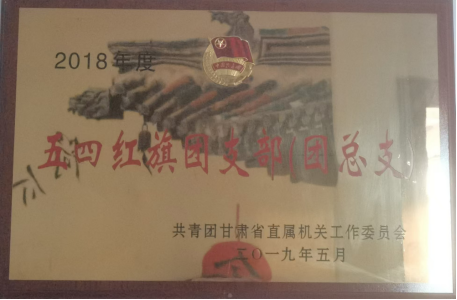 2018年度
五四红旗团支部(团总支)
共青团甘肃省直属机关工作委员会
二〇一九年五月